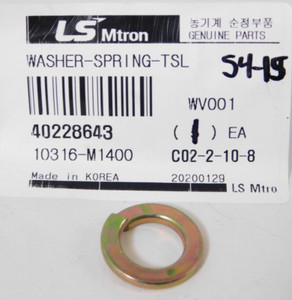 LS Mtron
농기계 순정부품
GENUINE PARTS
WASHER-SPRING-TSL
S4-15
WV001
40228643
( 1 ) EA
10316-M1400
C02-2-10-8
Made in KOREA
20200129
LS Mtro